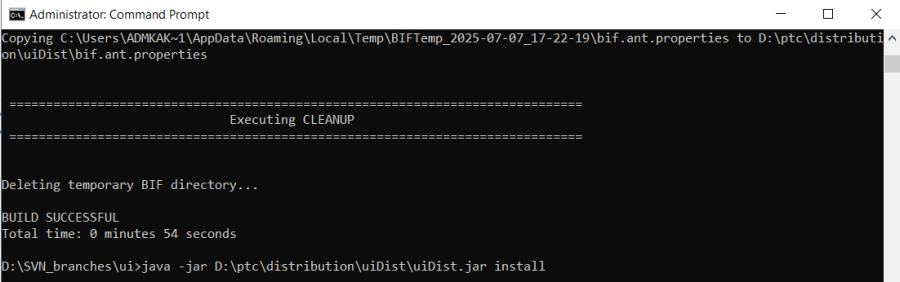 Administrator: Command Prompt
Copying C:\Users\ADMKAK~1\AppData\Roaming\Local\Temp\BIFTemp_2025-07-07_17-22-19\bif.ant.properties to D:\ptc\distributi
on\uiDist\bif.ant.properties
==============================================================================
Executing CLEANUP
==============================================================================
Deleting temporary BIF directory...
BUILD SUCCESSFUL
Total time: 0 minutes 54 seconds
D:\SVN_branches\ui>java -jar D:\ptc\distribution\uiDist\uiDist.jar install